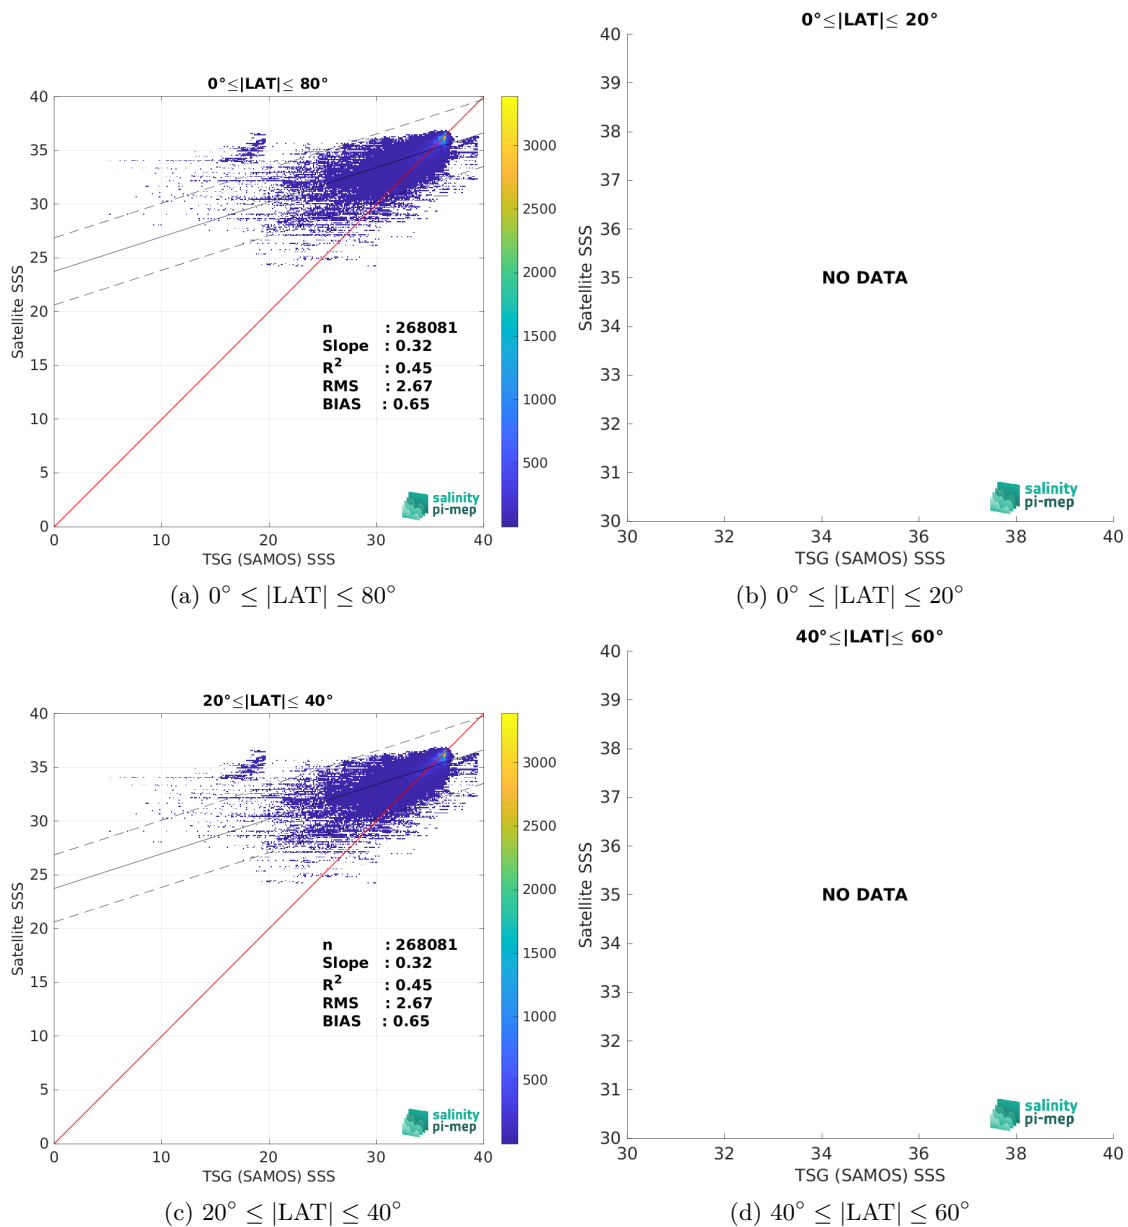 0°≤|LAT|≤ 80°
40
35
30
25
20
15
10
5
0
Satellite SSS
n : 268081
Slope : 0.32
R² : 0.45
RMS : 2.67
BIAS : 0.65
salinity
pi-mep
0 10 20 30 40
TSG (SAMOS) SSS
3000
2500
2000
1500
1000
500
(a) 0° ≤ |LAT| ≤ 80°
0°≤|LAT|≤ 20°
40
39
38
37
36
35
34
33
32
31
30
Satellite SSS
NO DATA
salinity
pi-mep
30 32 34 36 38 40
TSG (SAMOS) SSS
(b) 0° ≤ |LAT| ≤ 20°
20°≤|LAT|≤ 40°
40
35
30
25
20
15
10
5
0
Satellite SSS
n : 268081
Slope : 0.32
R² : 0.45
RMS : 2.67
BIAS : 0.65
salinity
pi-mep
0 10 20 30 40
TSG (SAMOS) SSS
3000
2500
2000
1500
1000
500
(c) 20° ≤ |LAT| ≤ 40°
40°≤|LAT|≤ 60°
40
39
38
37
36
35
34
33
32
31
30
Satellite SSS
NO DATA
salinity
pi-mep
30 32 34 36 38 40
TSG (SAMOS) SSS
(d) 40° ≤ |LAT| ≤ 60°